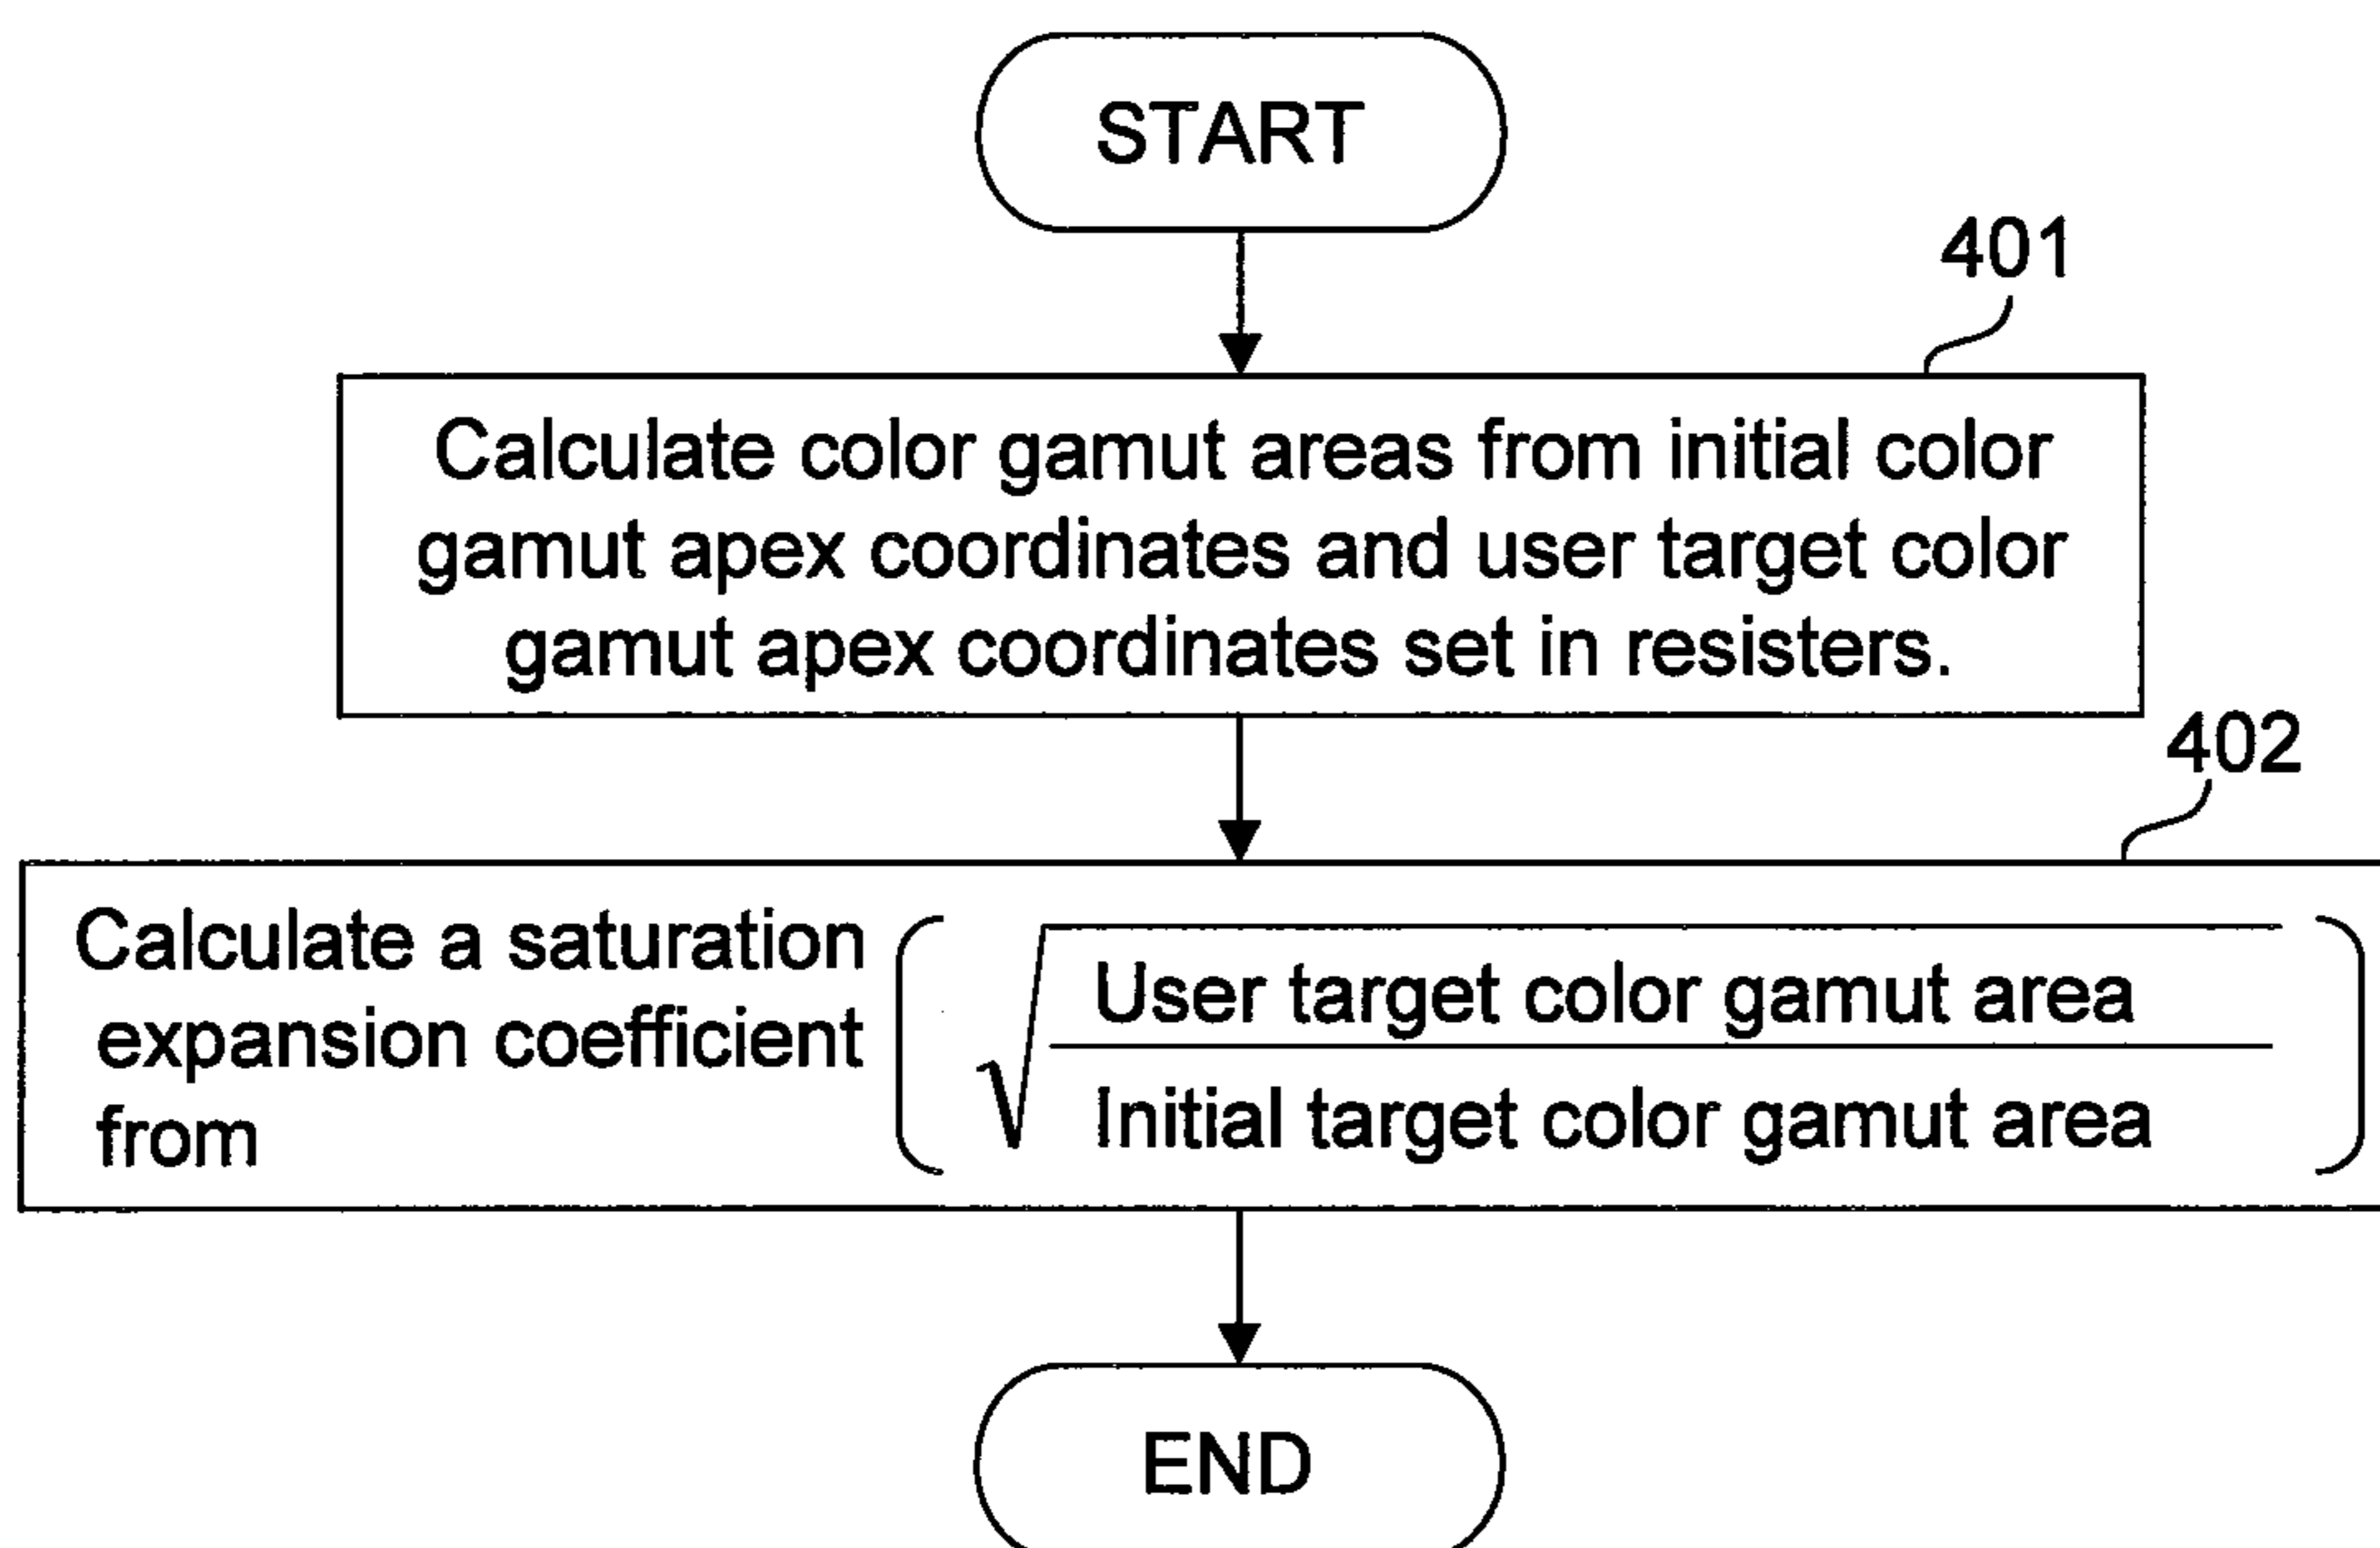 START
401
Calculate color gamut areas from initial color
gamut apex coordinates and user target color
gamut apex coordinates set in resisters.
402
Calculate a saturation
expansion coefficient
from
√
User target color gamut area
Initial target color gamut area
END